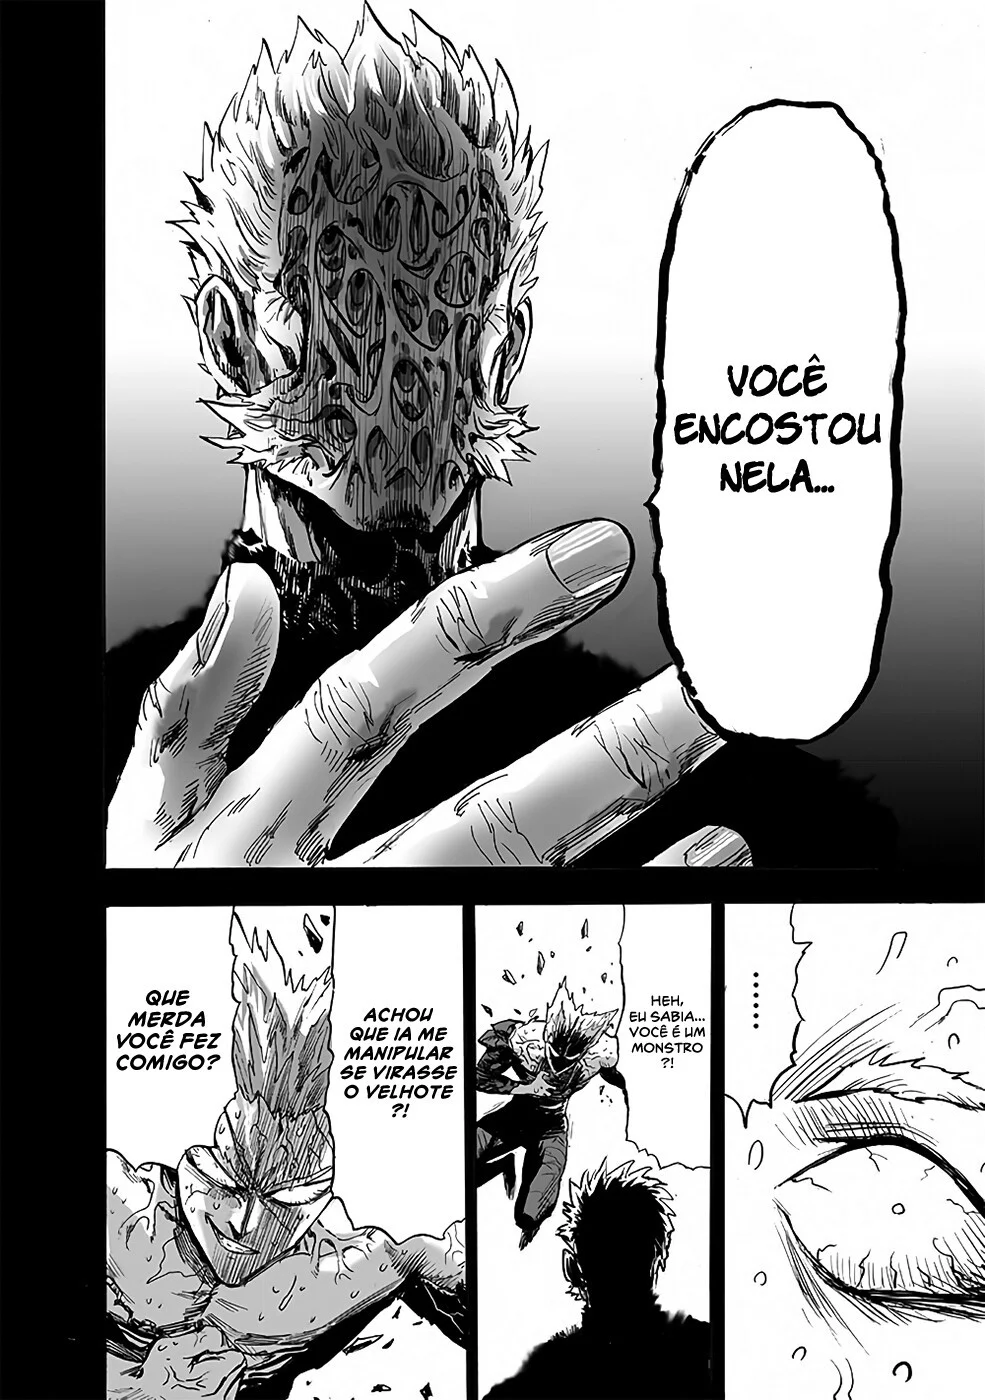 VOCÊ
ENCOSTOU
NELA...
......
HEH,
EU SABIA...
VOCÊ É UM
MONSTRO
?!
ACHOU
QUE IA ME
MANIPULAR
SE VIRASSE
O VELHOTE
?!
QUE
MERDA
VOCÊ FEZ
COMIGO?